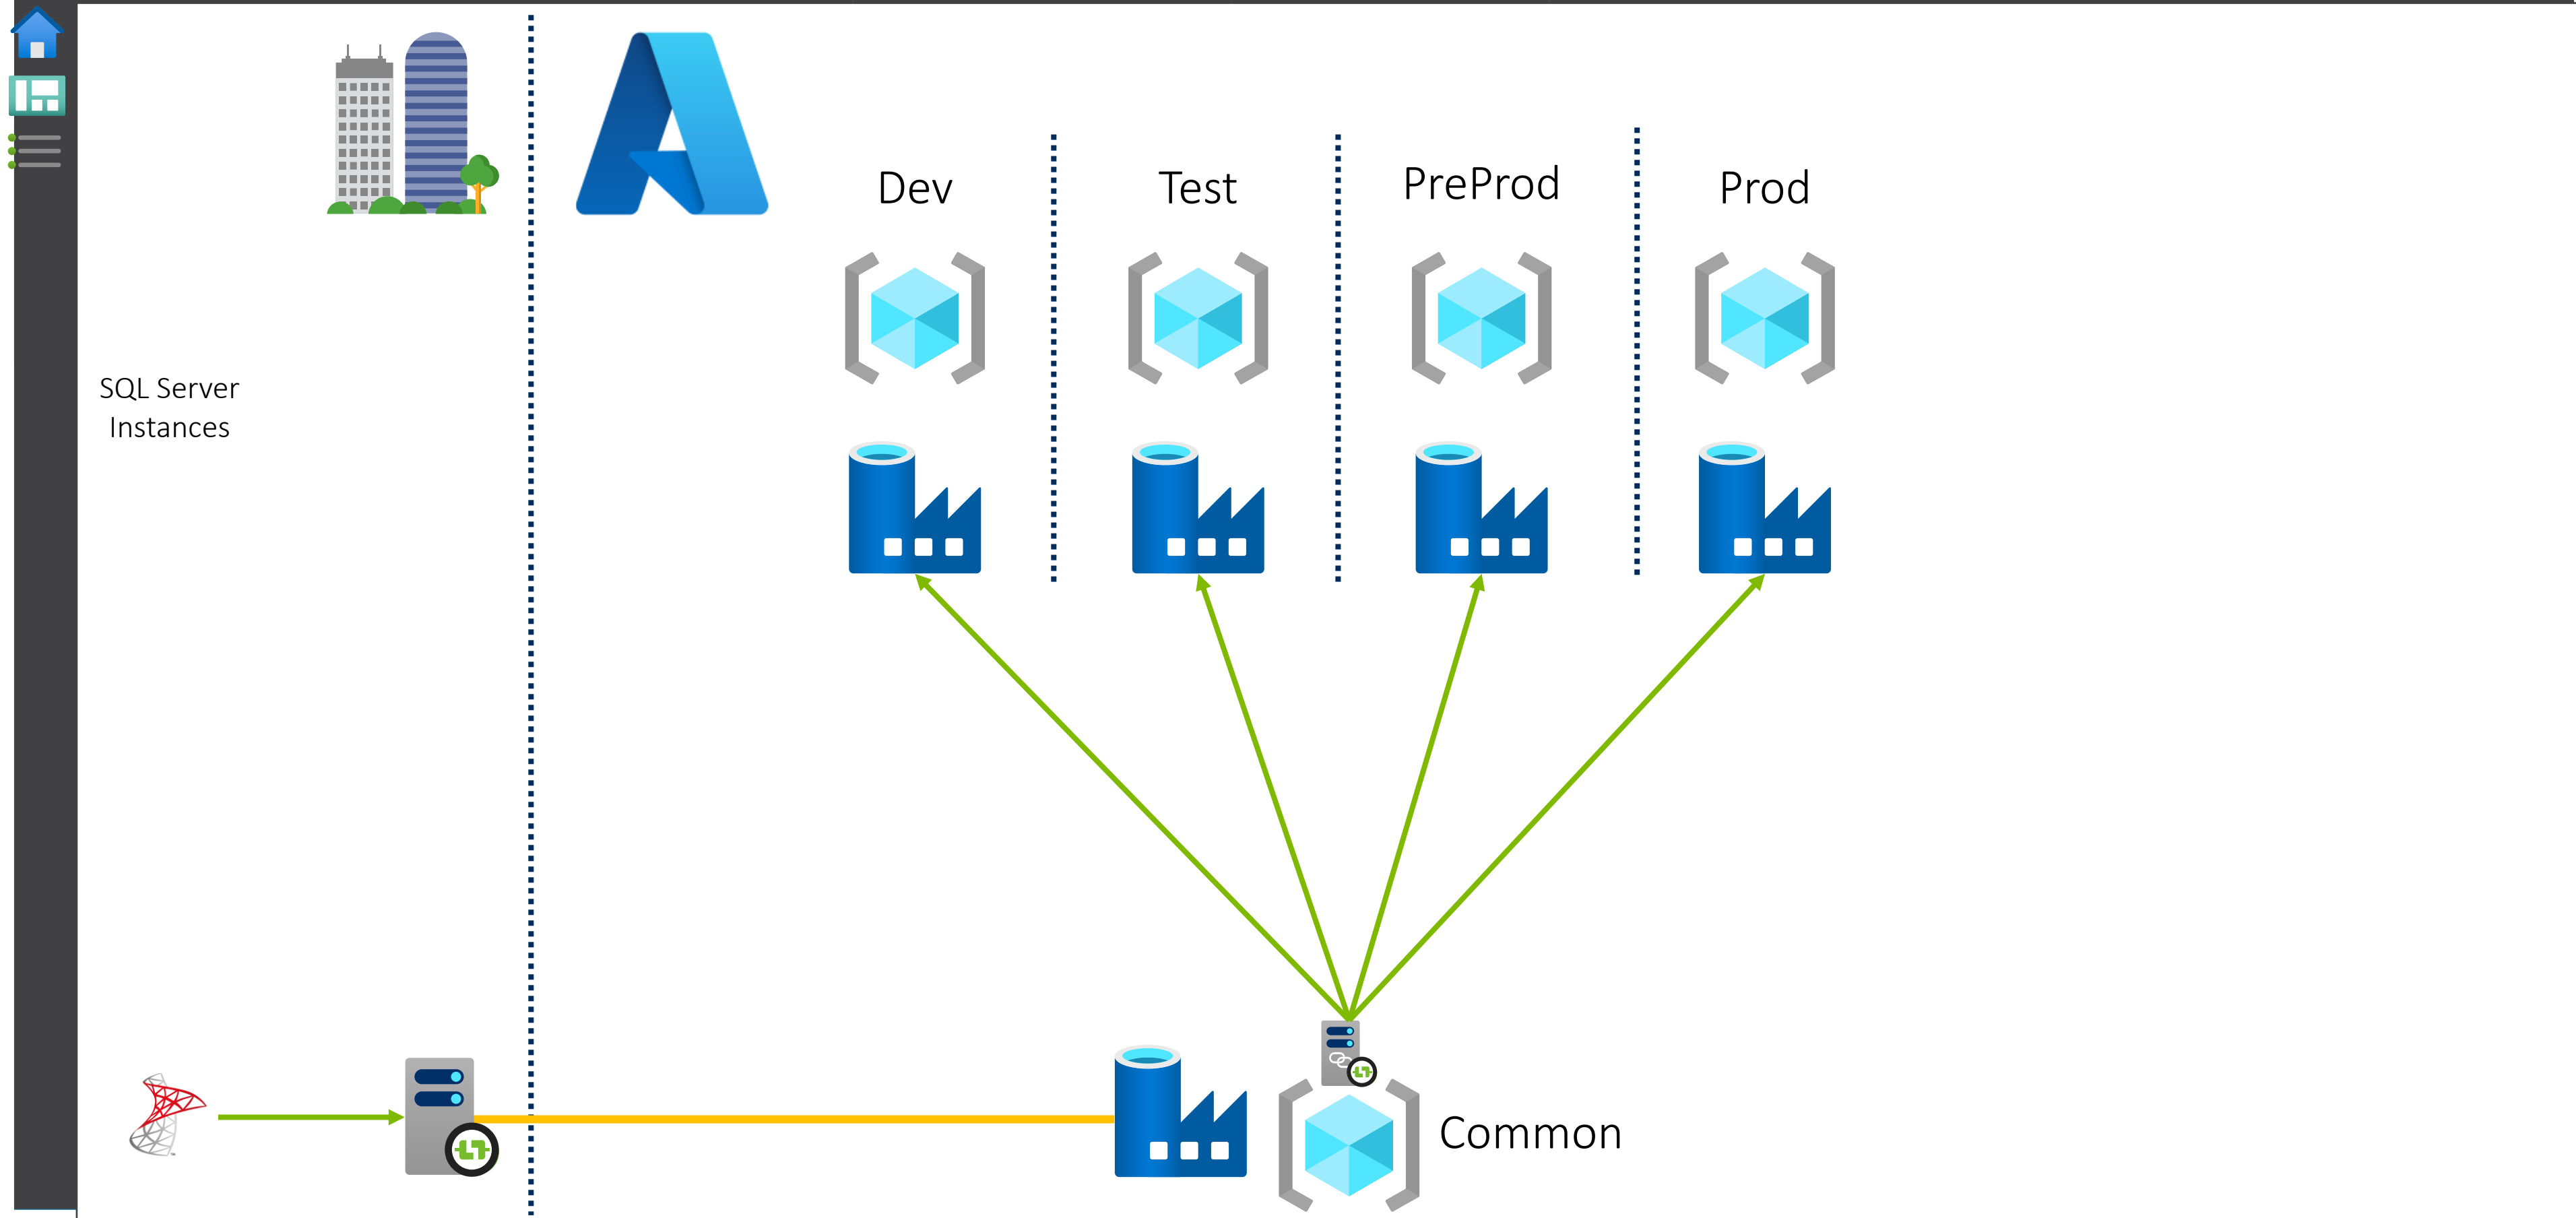 Dev
Test
PreProd
Prod
SQL Server
Instances
Common